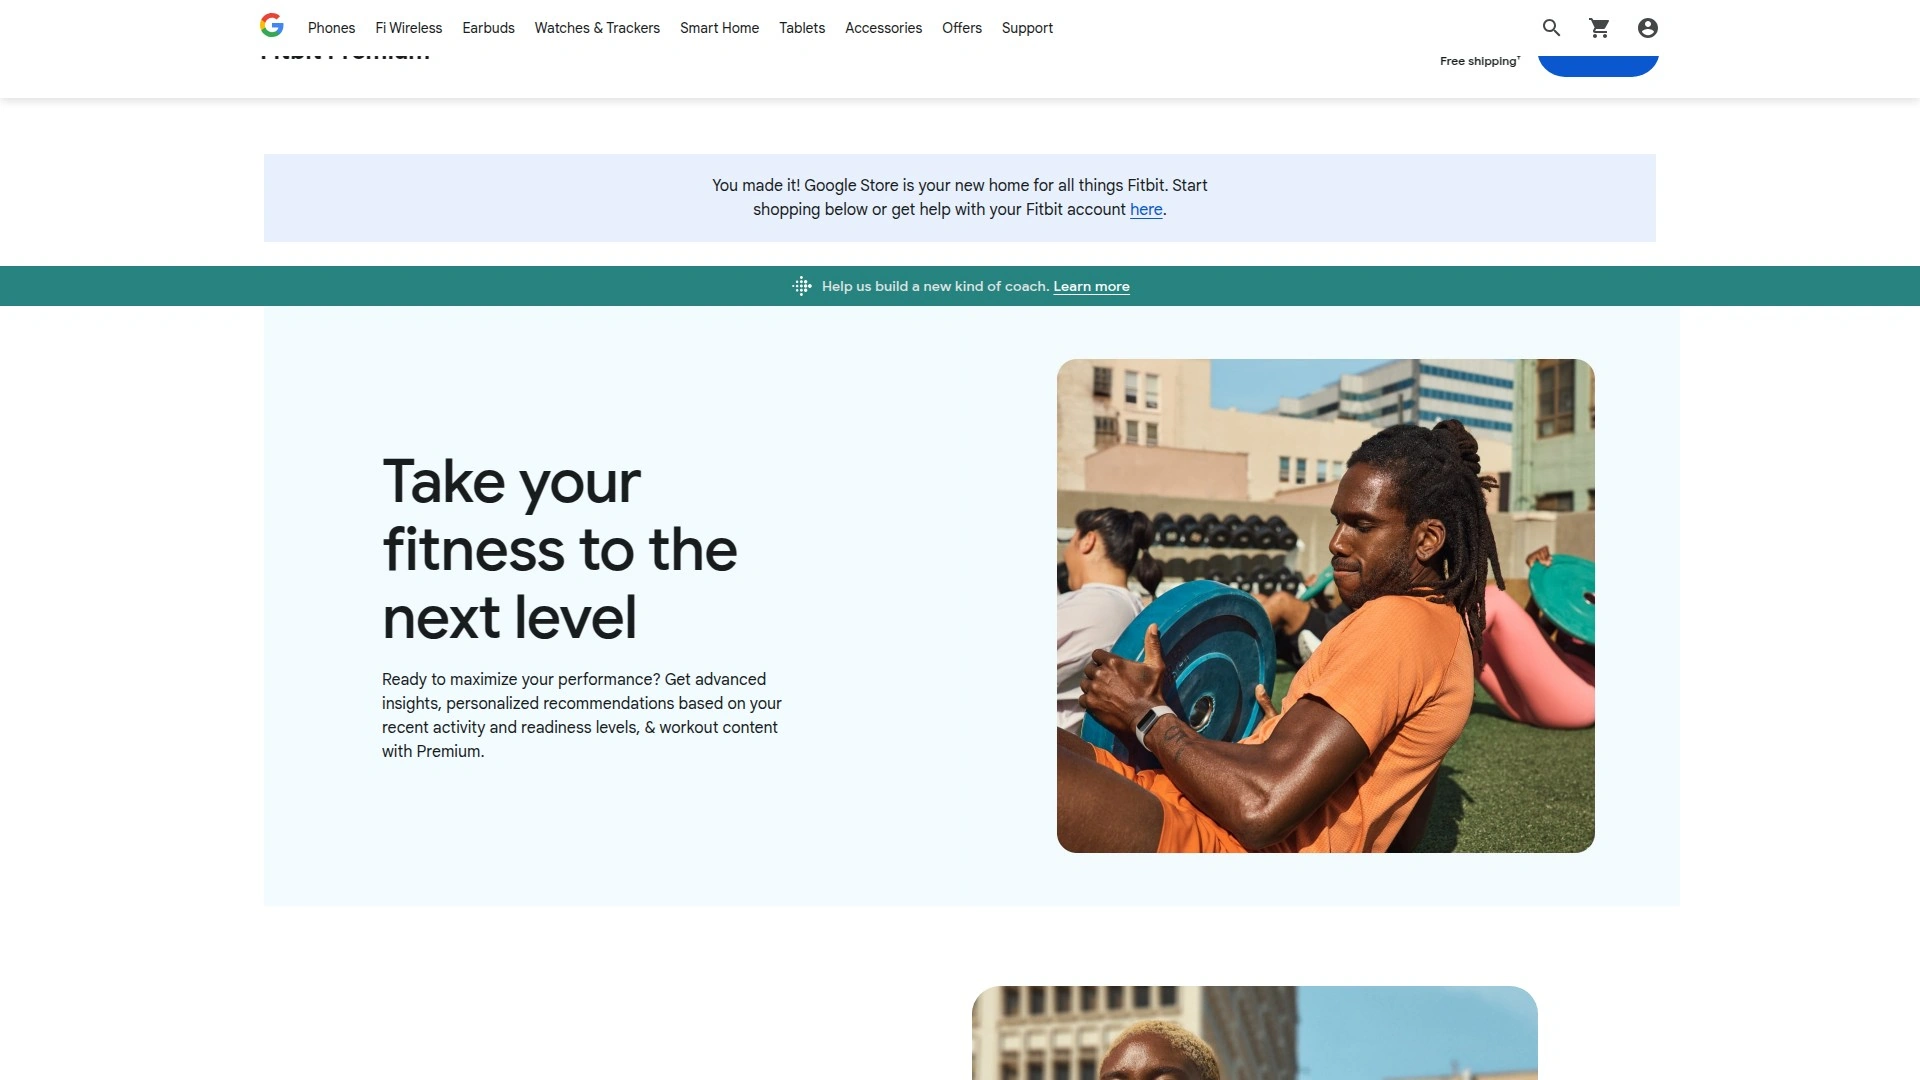 Phones Fi Wireless Earbuds Watches & Trackers Smart Home Tablets Accessories Offers Support
Fitbit Premium
Free shipping†
You made it! Google Store is your new home for all things Fitbit. Start
shopping below or get help with your Fitbit account here.
Help us build a new kind of coach. Learn more
Take your
fitness to the
next level
Ready to maximize your performance? Get advanced
insights, personalized recommendations based on your
recent activity and readiness levels, & workout content
with Premium.